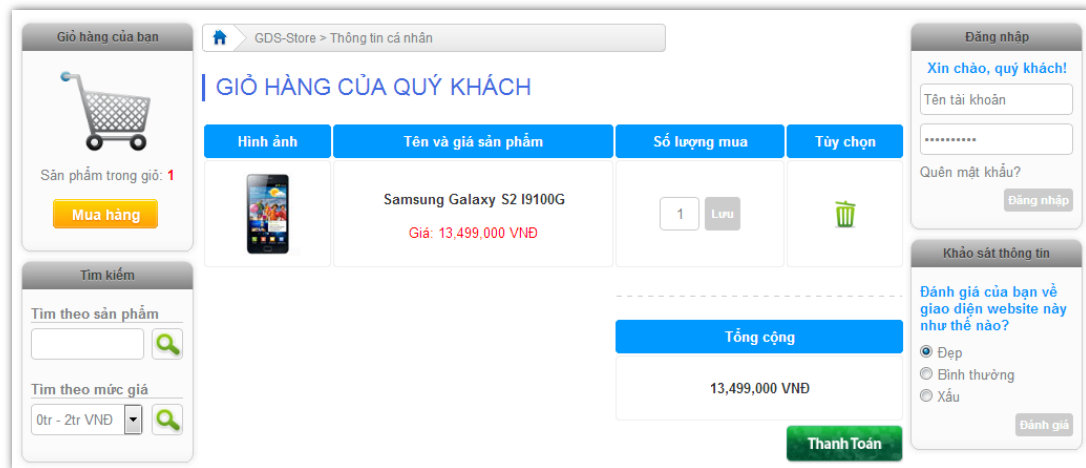 Giỏ hàng của bạn
Sản phẩm trong giỏ: 1
Mua hàng
Tìm kiếm
Tìm theo sản phẩm
Tìm theo mức giá
0tr - 2tr VNĐ
GDS-Store > Thông tin cá nhân
GIỎ HÀNG CỦA QUÝ KHÁCH
Hình ảnh Tên và giá sản phẩm Số lượng mua Tùy chọn
Samsung Galaxy S2 I9100G
Giá: 13,499,000 VNĐ
1 Lưu
Tổng cộng
13,499,000 VNĐ
Thanh Toán
Đăng nhập
Xin chào, quý khách!
Tên tài khoản
••••••••••
Quên mật khẩu?
Đăng nhập
Khảo sát thông tin
Đánh giá của bạn về
giao diện website này
như thế nào?
Đẹp
Bình thường
Xấu
Đánh giá